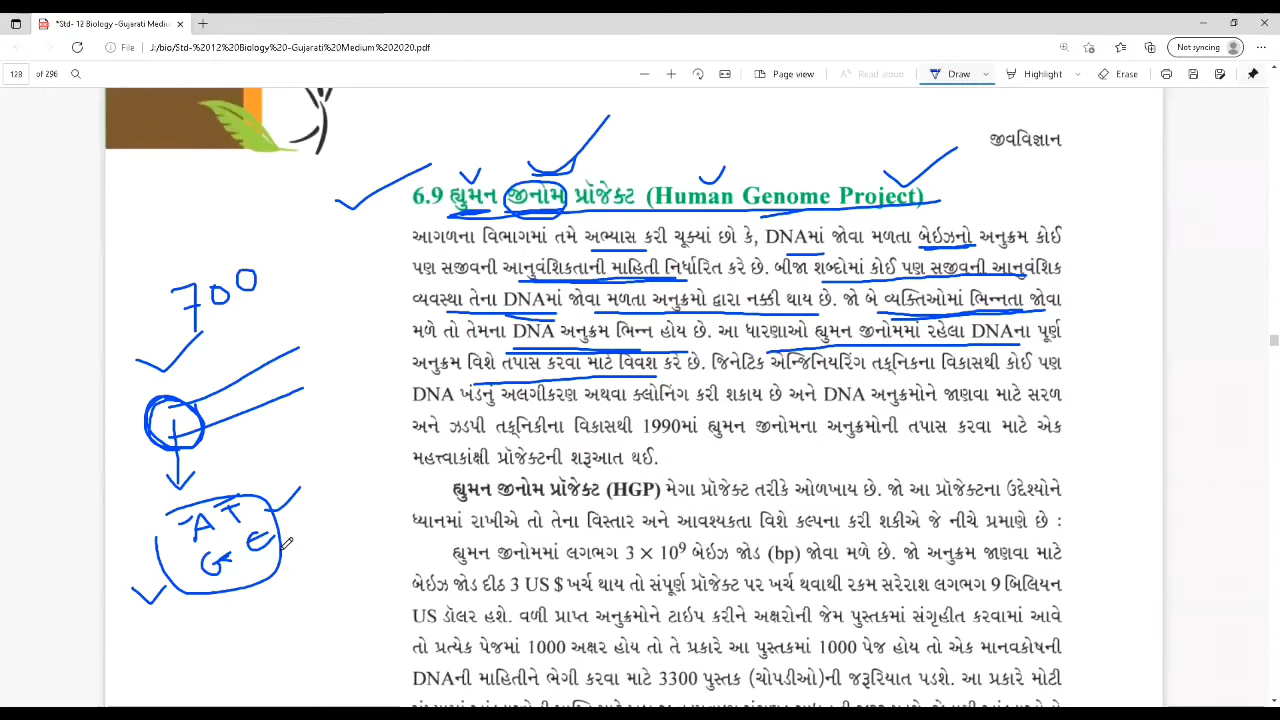 *Std- 12 Biology -Gujarati Medium
File
J:/bio/Std-%2012%20Biology%20-Gujarati%20Medium%202020.pdf
Not syncing
128 of 296
Page view
Read aloud
Draw
Highlight
Erase
જીવવિજ્ઞાન
6.9 હ્યુમન જીનોમ પ્રૉજેક્ટ (Human Genome Project)
આગળના વિભાગમાં તમે અભ્યાસ કરી ચૂક્યાં છો કે, DNAમાં જોવા મળતા બેઇઝનો અનુક્રમ કોઈ
પણ સજીવની આનુવંશિકતાની માહિતી નિર્ધારિત કરે છે. બીજા શબ્દોમાં કોઈ પણ સજીવની આનુવંશિક
વ્યવસ્થા તેના DNAમાં જોવા મળતા અનુક્રમો દ્વારા નક્કી થાય છે. જો બે વ્યક્તિઓમાં ભિન્નતા જોવા
મળે તો તેમના DNA અનુક્રમ ભિન્ન હોય છે. આ ધારણાઓ હ્યુમન જીનોમમાં રહેલા DNAના પૂર્ણ
અનુક્રમ વિશે તપાસ કરવા માટે વિવશ કરે છે. જિનેટિક એન્જિનિયરિંગ તક્નિકના વિકાસથી કોઈ પણ
DNA ખંડનું અલગીકરણ અથવા ક્લોનિંગ કરી શકાય છે અને DNA અનુક્રમોને જાણવા માટે સરળ
અને ઝડપી તક્નિકીના વિકાસથી 1990માં હ્યુમન જીનોમના અનુક્રમોની તપાસ કરવા માટે એક
મહત્ત્વાકાંક્ષી પ્રૉજેક્ટની શરૂઆત થઈ.
700
A T
G C
હ્યુમન જીનોમ પ્રૉજેક્ટ (HGP) મેગા પ્રૉજેક્ટ તરીકે ઓળખાય છે. જો આ પ્રૉજેક્ટના ઉદ્દેશ્યોને
ધ્યાનમાં રાખીએ તો તેના વિસ્તાર અને આવશ્યકતા વિશે કલ્પના કરી શકીએ જે નીચે પ્રમાણે છે :
હ્યુમન જીનોમમાં લગભગ 3 × 10⁹ બેઇઝ જોડ (bp) જોવા મળે છે. જો અનુક્રમ જાણવા માટે
બેઇઝ જોડ દીઠ 3 US $ ખર્ચ થાય તો સંપૂર્ણ પ્રૉજેક્ટ પર ખર્ચ થવાથી રકમ સરેરાશ લગભગ 9 બિલિયન
US ડૉલર હશે. વળી પ્રાપ્ત અનુક્રમોને ટાઇપ કરીને અક્ષરોની જેમ પુસ્તકમાં સંગૃહીત કરવામાં આવે
તો પ્રત્યેક પેજમાં 1000 અક્ષર હોય તો તે પ્રકારે આ પુસ્તકમાં 1000 પેજ હોય તો એક માનવકોષની
DNAની માહિતીને ભેગી કરવા માટે 3300 પુસ્તક (ચોપડીઓ)ની જરૂરિયાત પડશે. આ પ્રકારે મોટી